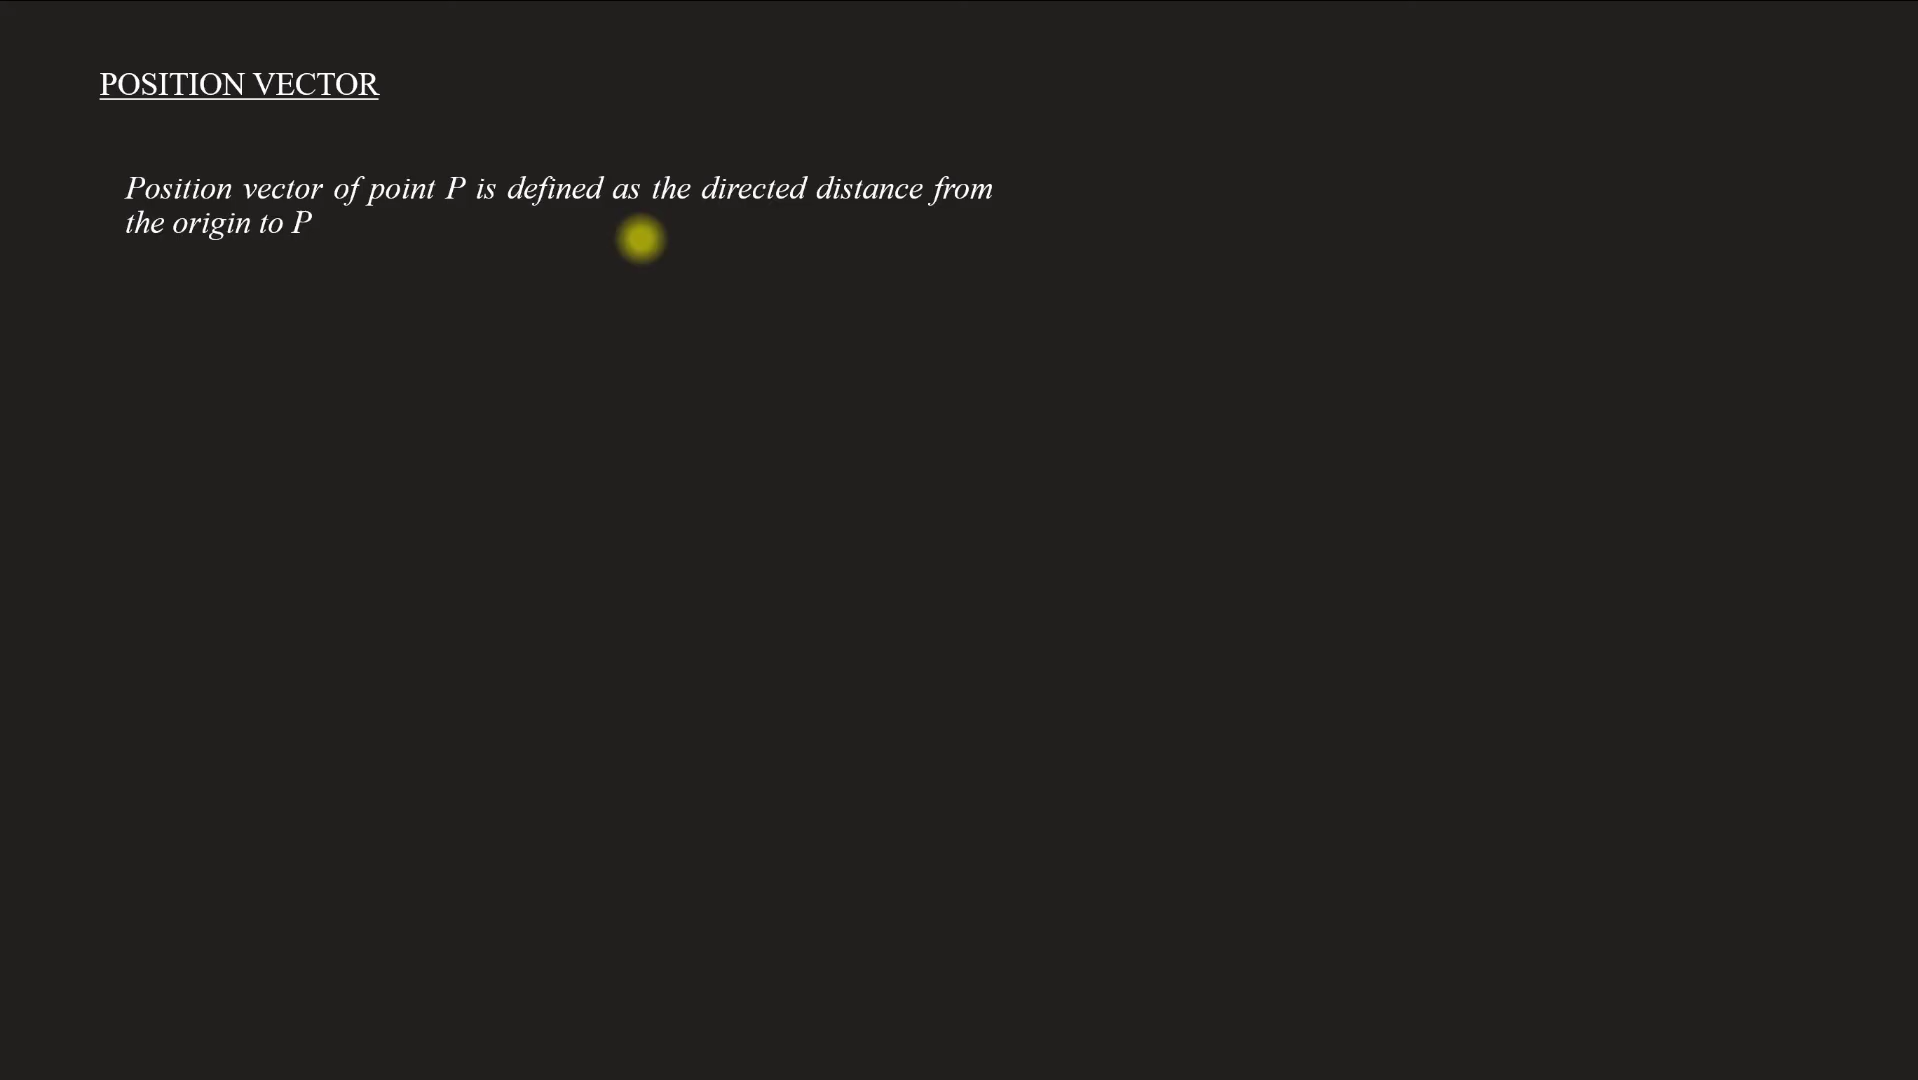 POSITION VECTOR
Position vector of point P is defined as the directed distance from
the origin to P